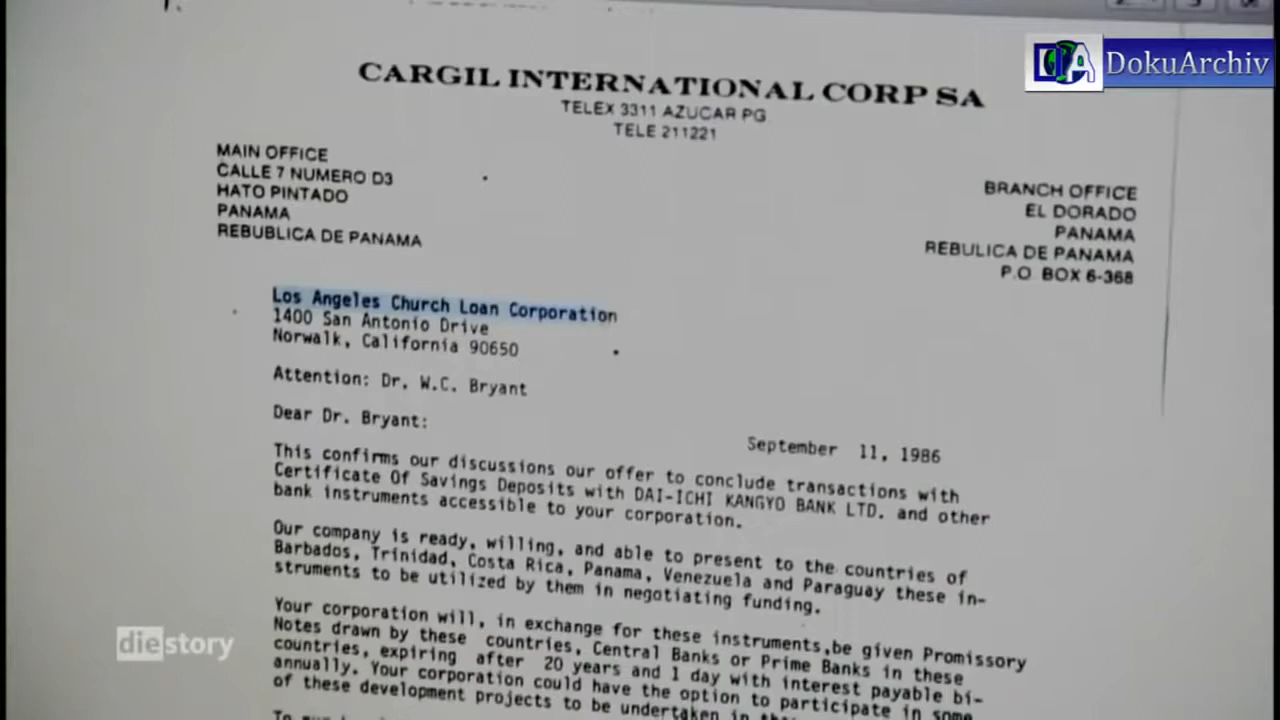 DokuArchiv
CARGIL INTERNATIONAL CORP SA
TELEX 3311 AZUCAR PG
TELE 211221
MAIN OFFICE
CALLE 7 NUMERO D3
HATO PINTADO
PANAMA
REBUBLICA DE PANAMA
BRANCH OFFICE
EL DORADO
PANAMA
REBULICA DE PANAMA
P.O BOX 6-368
Los Angeles Church Loan Corporation
1400 San Antonio Drive
Norwalk, California 90650
Attention: Dr. W.C. Bryant
Dear Dr. Bryant:
September 11, 1986
This confirms our discussions our offer to conclude transactions with
Certificate Of Savings Deposits with DAI-ICHI KANGYO BANK LTD. and other
bank instruments accessible to your corporation.
Our company is ready, willing, and able to present to the countries of
Barbados, Trinidad, Costa Rica, Panama, Venezuela and Paraguay these in-
struments to be utilized by them in negotiating funding.
Your corporation will, in exchange for these instruments,be given Promissory
Notes drawn by these countries, Central Banks or Prime Banks in these
countries, expiring after 20 years and 1 day with interest payable bi-
annually. Your corporation could have the option to participate in some
of these development projects to be undertaken in
die story